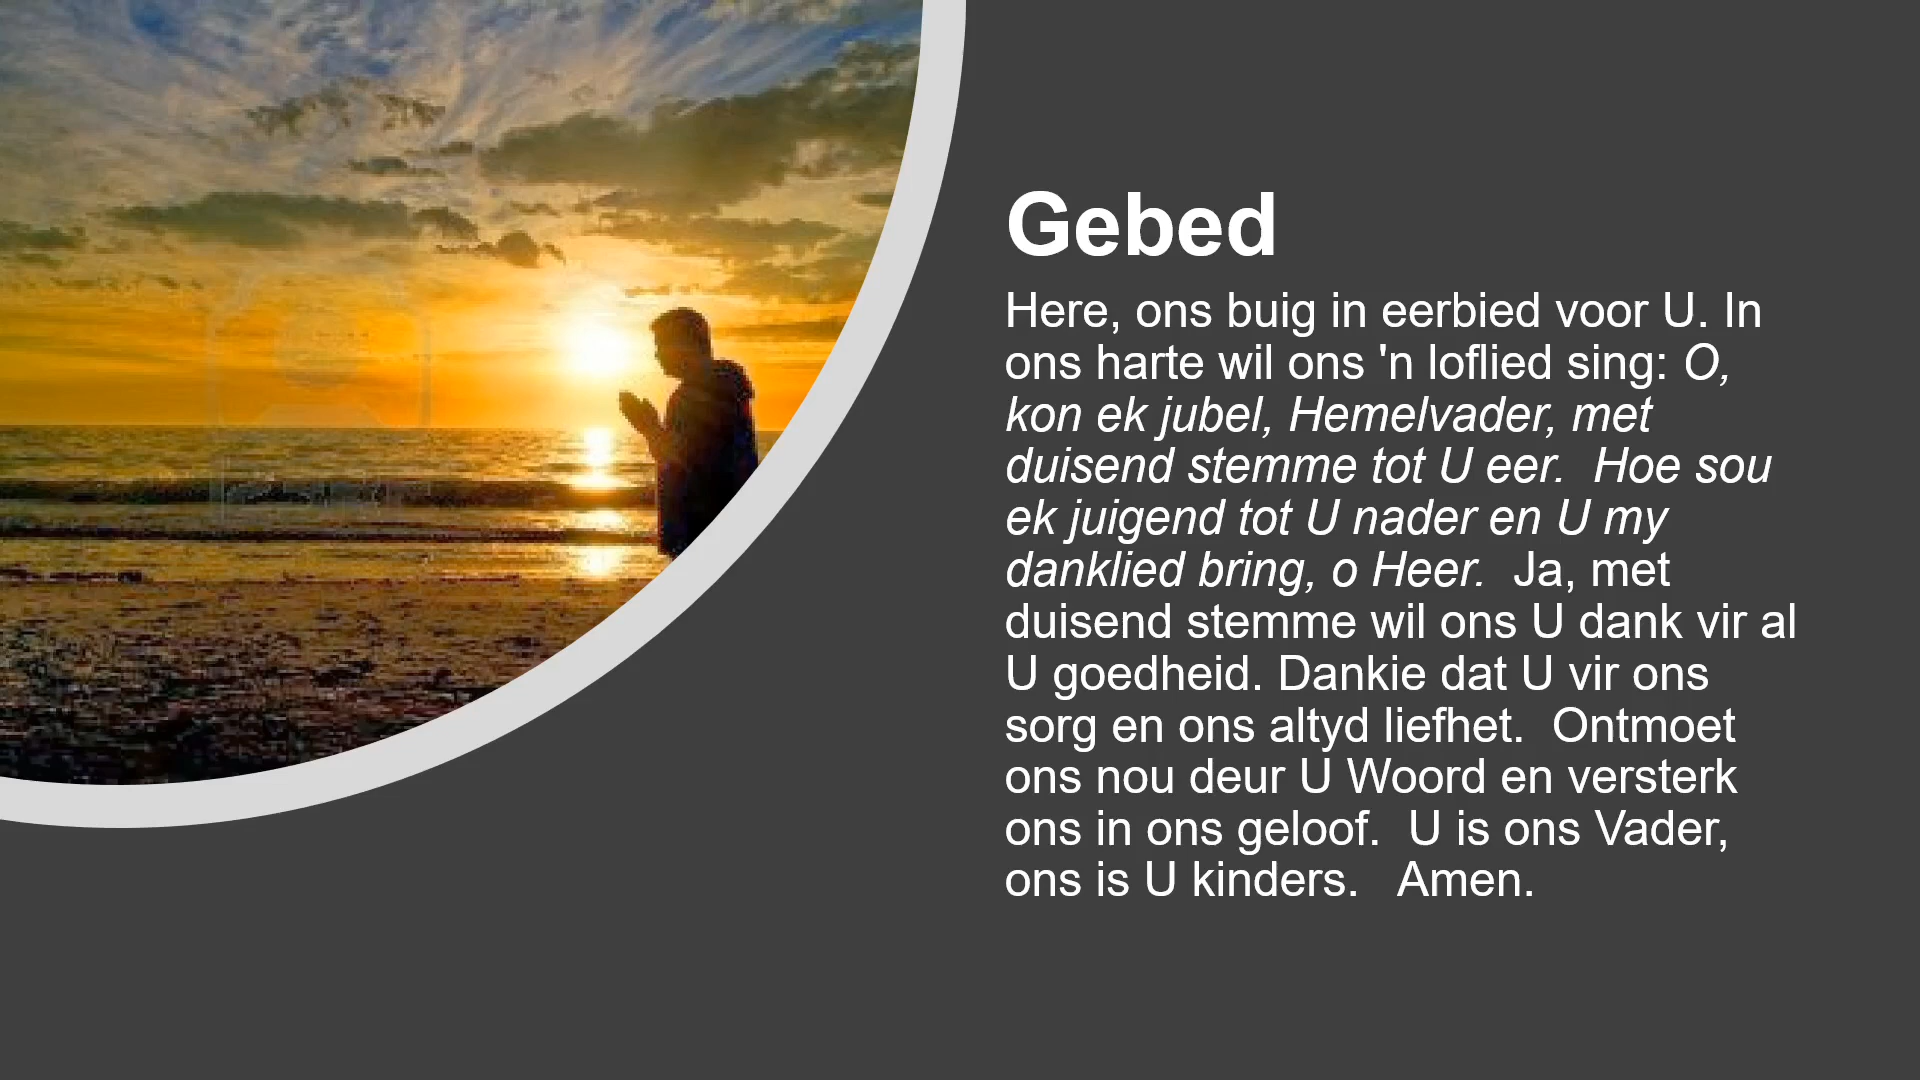 Gebed
Here, ons buig in eerbied voor U. In
ons harte wil ons 'n loflied sing: O,
kon ek jubel, Hemelvader, met
duisend stemme tot U eer.  Hoe sou
ek juigend tot U nader en U my
danklied bring, o Heer.  Ja, met
duisend stemme wil ons U dank vir al
U goedheid. Dankie dat U vir ons
sorg en ons altyd liefhet.  Ontmoet
ons nou deur U Woord en versterk
ons in ons geloof.  U is ons Vader,
ons is U kinders.   Amen.